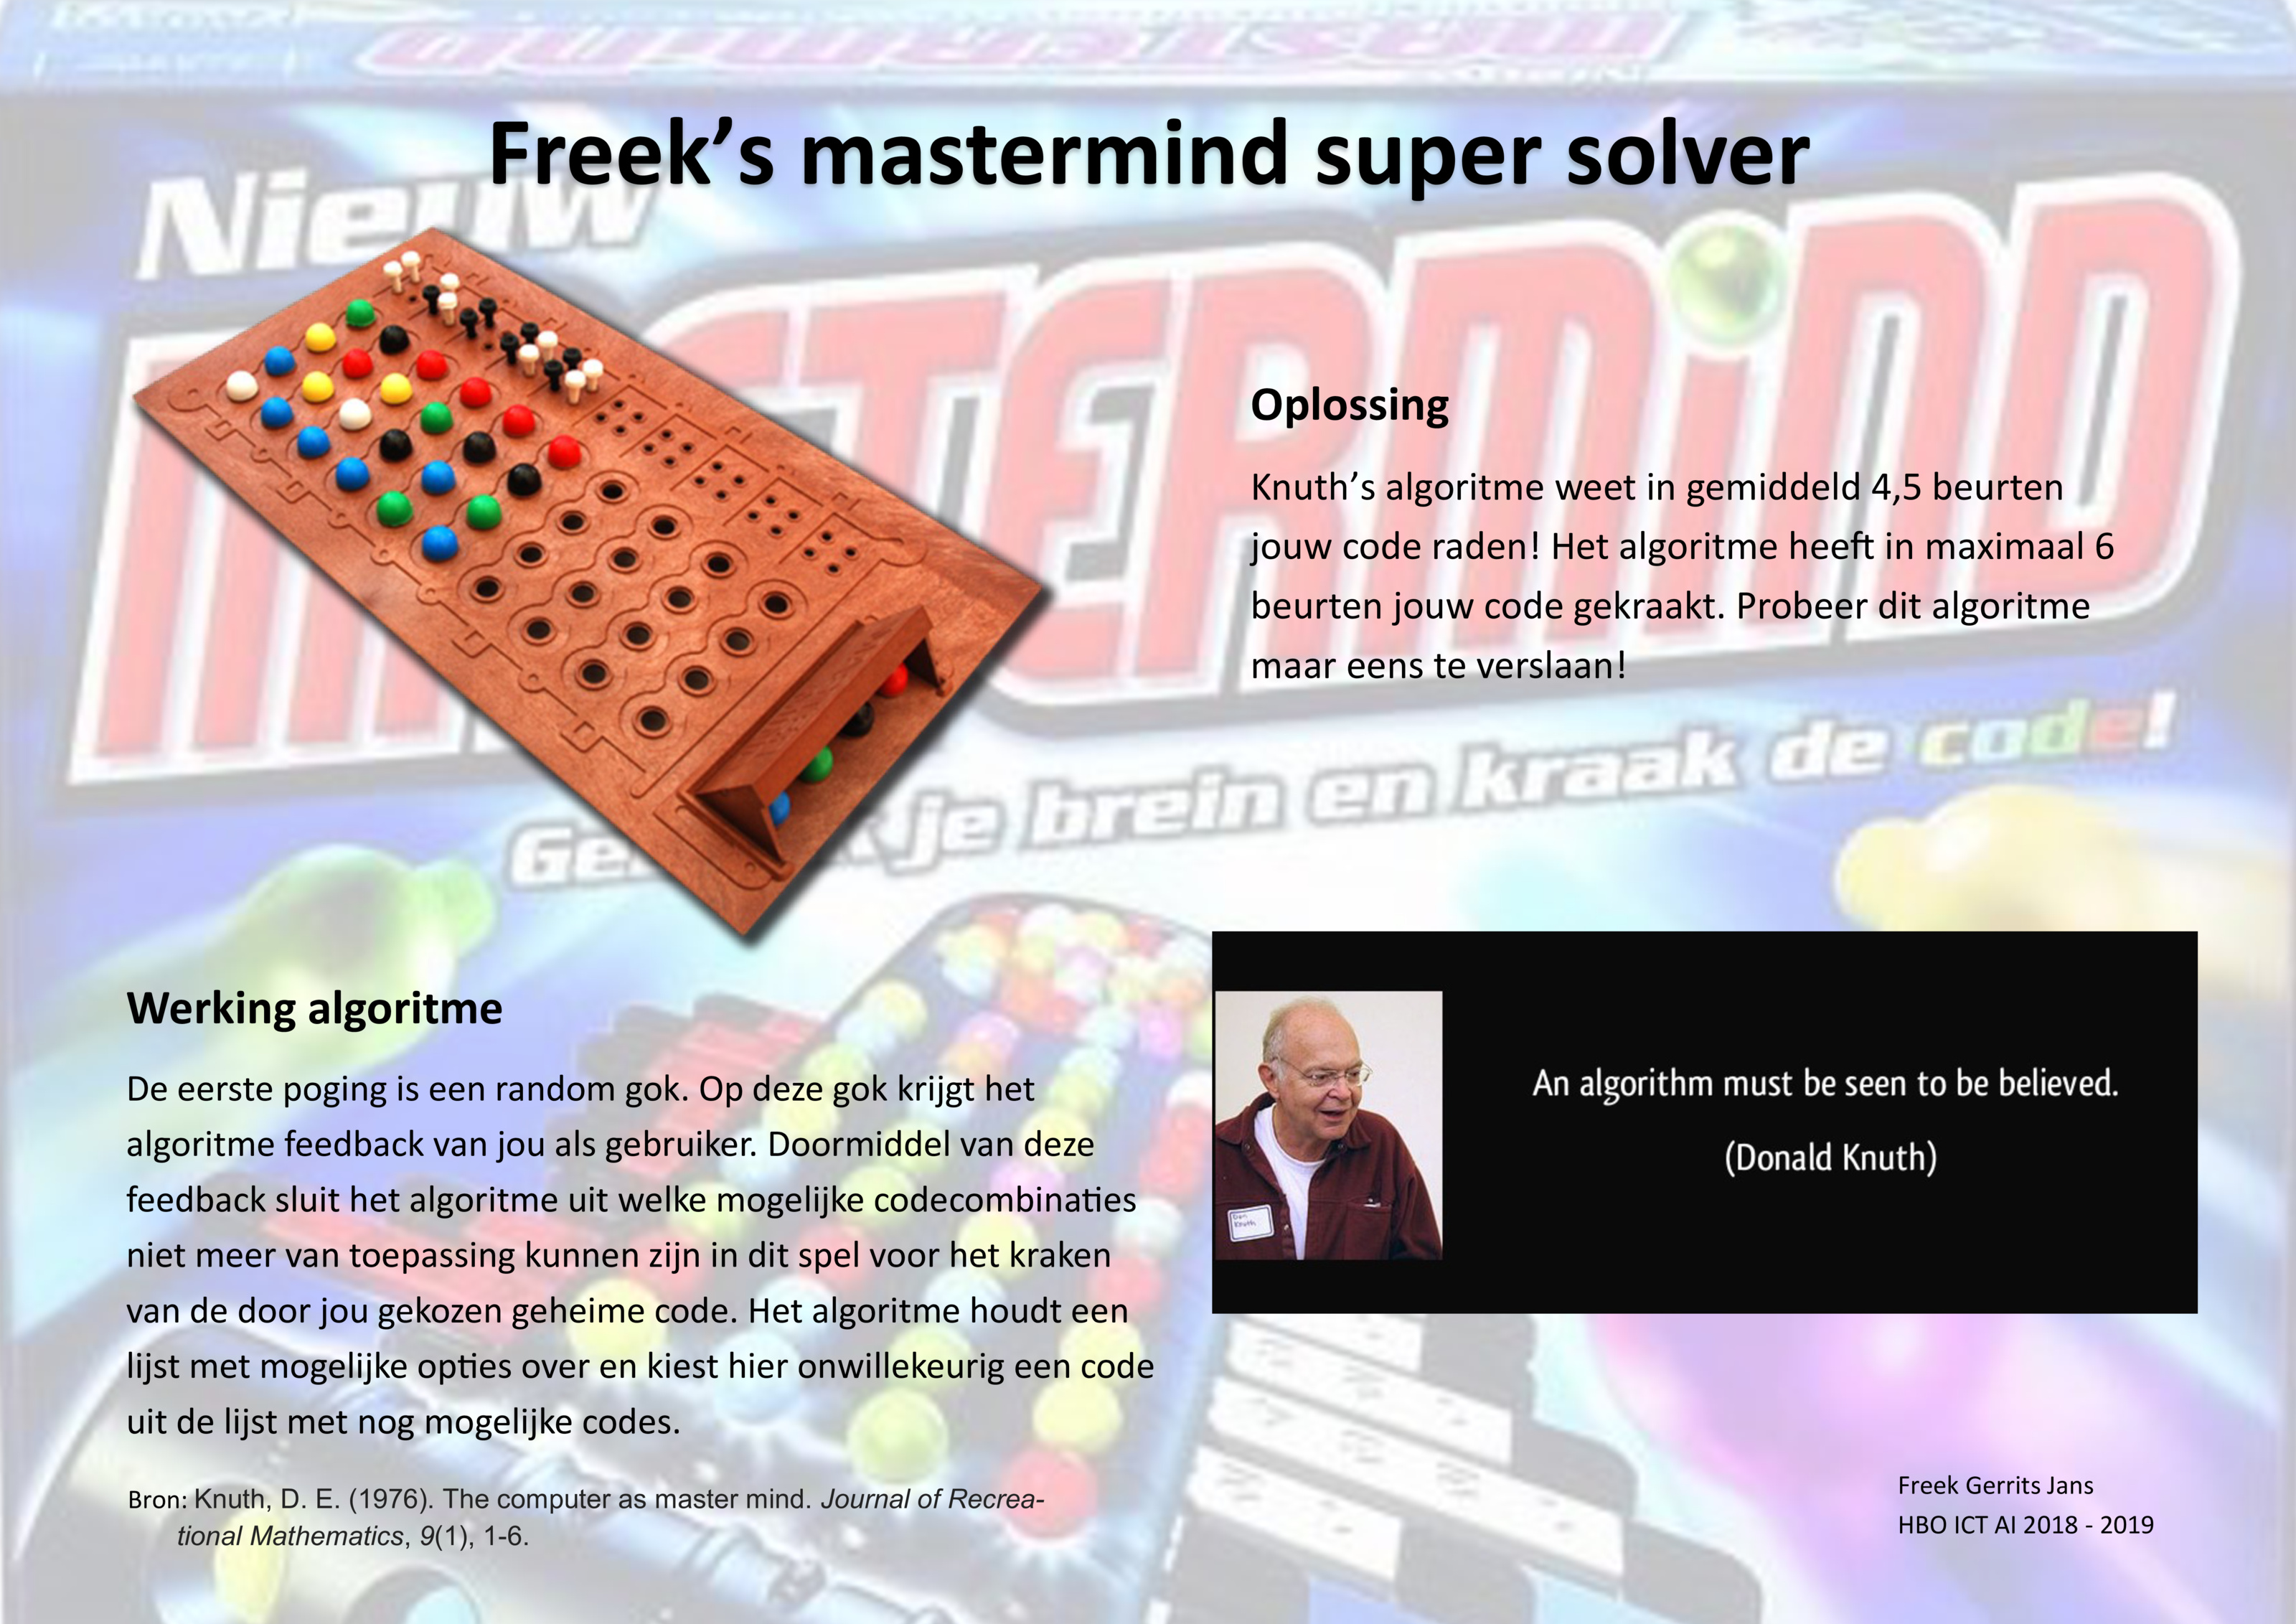 Freek’s mastermind super solver
Nieuw
je brein en kraak de code!
Oplossing
Knuth’s algoritme weet in gemiddeld 4,5 beurten
jouw code raden! Het algoritme heeft in maximaal 6
beurten jouw code gekraakt. Probeer dit algoritme
maar eens te verslaan!
Werking algoritme
De eerste poging is een random gok. Op deze gok krijgt het
algoritme feedback van jou als gebruiker. Doormiddel van deze
feedback sluit het algoritme uit welke mogelijke codecombinaties
niet meer van toepassing kunnen zijn in dit spel voor het kraken
van de door jou gekozen geheime code. Het algoritme houdt een
lijst met mogelijke opties over en kiest hier onwillekeurig een code
uit de lijst met nog mogelijke codes.
Bron: Knuth, D. E. (1976). The computer as master mind. Journal of Recrea-
tional Mathematics, 9(1), 1-6.
An algorithm must be seen to be believed.
(Donald Knuth)
Don
Knuth
Freek Gerrits Jans
HBO ICT AI 2018 - 2019